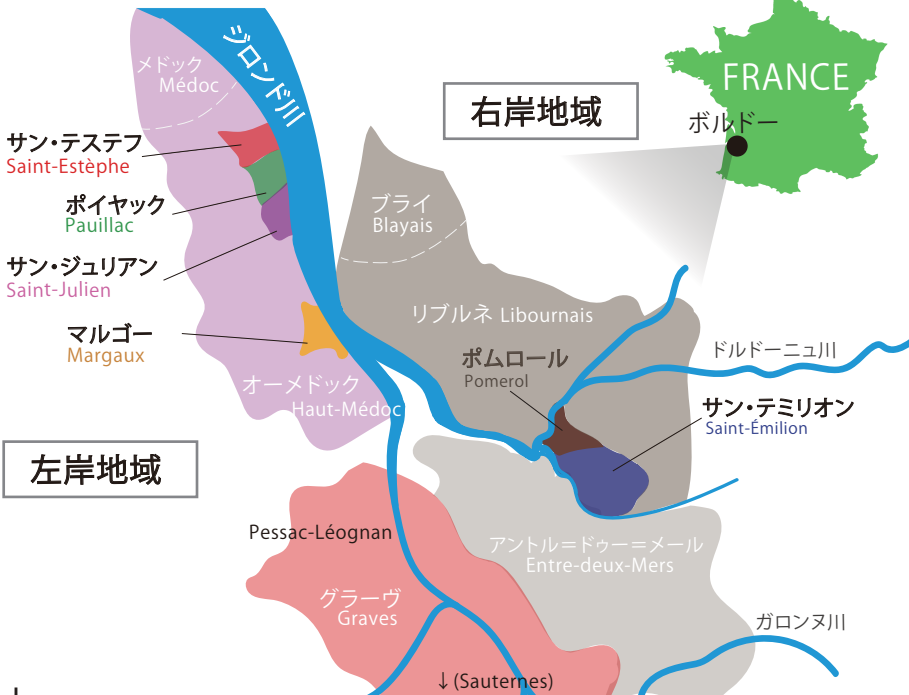 メドック
Médoc
ジロンド川
右岸地域
FRANCE
ボルドー
サン・テステフ
Saint-Estèphe
ポイヤック
Pauillac
サン・ジュリアン
Saint-Julien
マルゴー
Margaux
オーメドック
Haut-Médoc
ブライ
Blayais
リブルネ Libournais
ポムロール
Pomerol
ドルドーニュ川
サン・テミリオン
Saint-Émilion
左岸地域
Pessac-Léognan
グラーヴ
Graves
アントル＝ドゥー＝メール
Entre-deux-Mers
ガロンヌ川
↓(Sauternes)